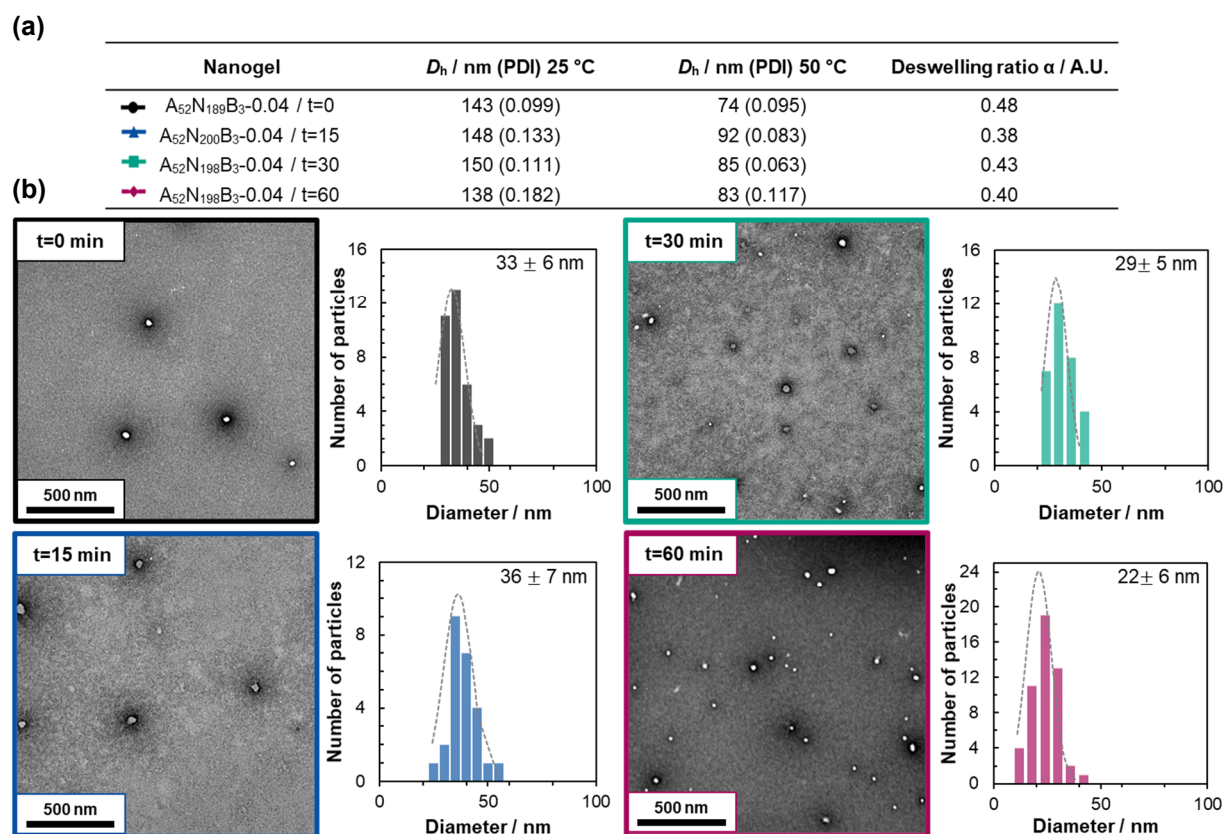 (a)
Nanogel Dₕ / nm (PDI) 25 °C Dₕ / nm (PDI) 50 °C Deswelling ratio α / A.U.
A₅₂N₁₈₉B₃-0.04 / t=0 143 (0.099) 74 (0.095) 0.48
A₅₂N₂₀₀B₃-0.04 / t=15 148 (0.133) 92 (0.083) 0.38
A₅₂N₁₉₈B₃-0.04 / t=30 150 (0.111) 85 (0.063) 0.43
A₅₂N₁₉₈B₃-0.04 / t=60 138 (0.182) 83 (0.117) 0.40
(b)
t=0 min
500 nm
Number of particles
16
12
8
4
0
33 ± 6 nm
0 50 100
Diameter / nm
t=30 min
500 nm
Number of particles
16
12
8
4
0
29± 5 nm
0 50 100
Diameter / nm
t=15 min
500 nm
Number of particles
12
8
4
0
36 ± 7 nm
0 50 100
Diameter / nm
t=60 min
500 nm
Number of particles
24
20
16
12
8
4
0
22± 6 nm
0 50 100
Diameter / nm